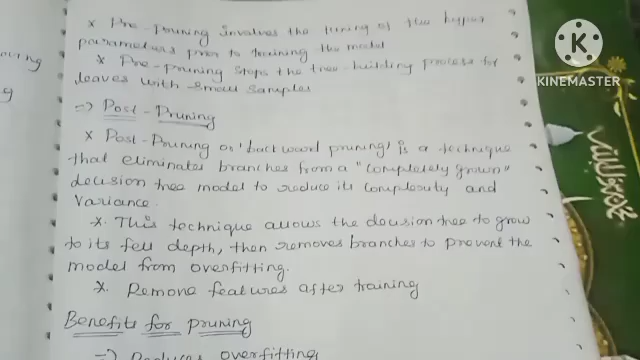 * Pre-Pruning involves the tuning of the hyper
parameters prior to training the model
* Pre-pruning stops the tree-building process for
leaves with small samples
=> Post-Pruning
* Post-Pruning or 'backward pruning' is a technique
that eliminates branches from a "completely grown"
decision tree model to reduce its complexity and
variance.
*. This technique allows the decision tree to grow
to its fell depth, then removes branches to prevent the
model from overfitting.
*. Remove features after training
Benefits for pruning
=> Reduces overfitting
K
KINEMASTER